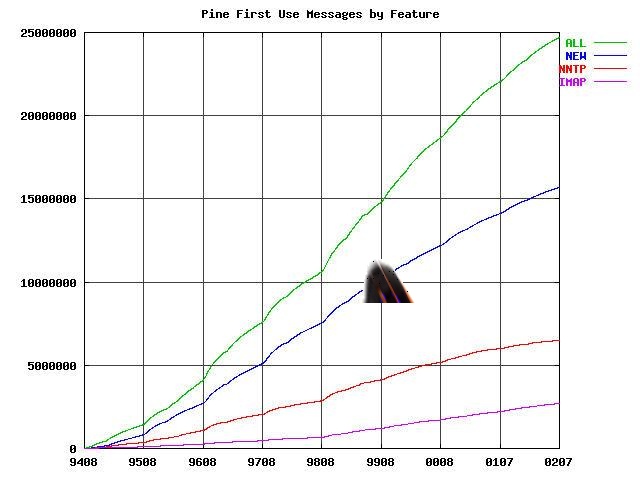 Pine First Use Messages by Feature
25000000
20000000
15000000
10000000
5000000
0
9408 9508 9608 9708 9808 9908 0008 0107 0207
ALL
NEW
NNTP
IMAP